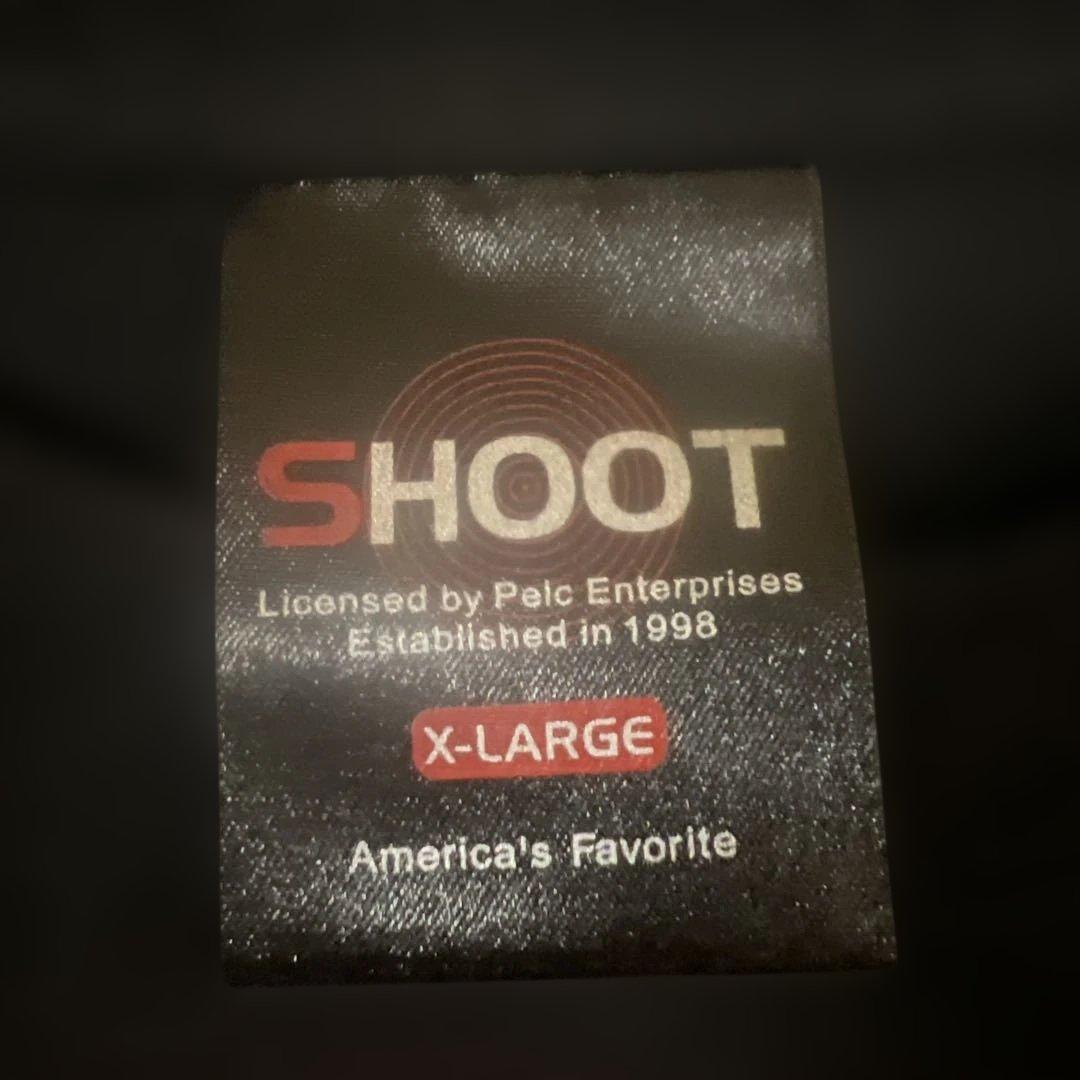 SHOOT
Licensed by Pelc Enterprises
Established in 1998
X-LARGE
America's Favorite